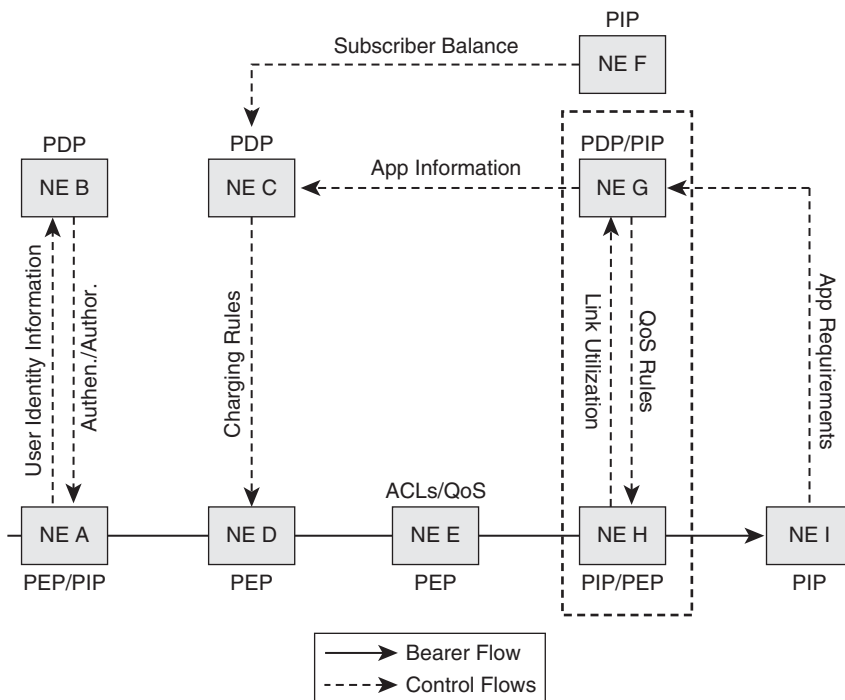 PIP
Subscriber Balance
NE F
PDP
PDP
PDP/PIP
App Information
NE B
NE C
NE G
User Identity Information
Authen./Author.
Charging Rules
Link Utilization
QoS Rules
App Requirements
ACLs/QoS
NE A
NE D
NE E
NE H
NE I
PEP/PIP
PEP
PEP
PIP/PEP
PIP
Bearer Flow
Control Flows